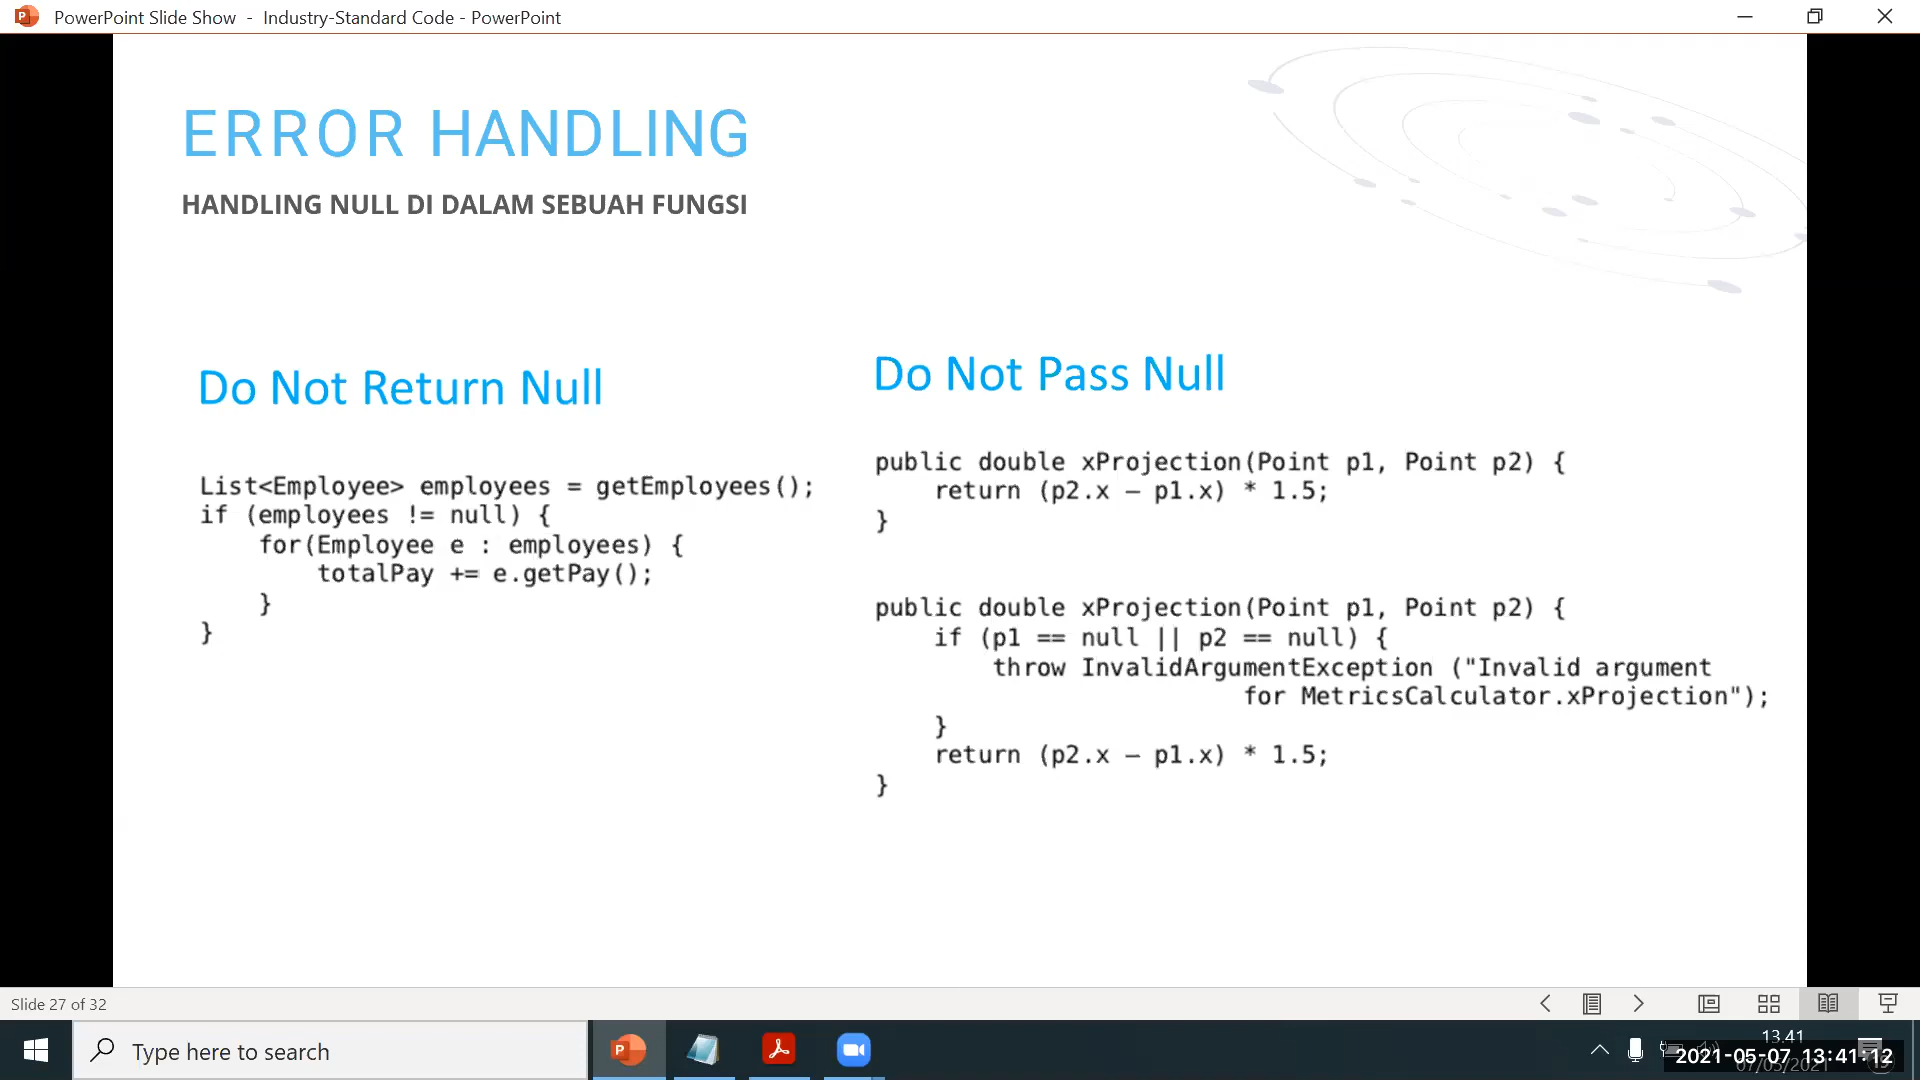 PowerPoint Slide Show - Industry-Standard Code - PowerPoint
ERROR HANDLING
HANDLING NULL DI DALAM SEBUAH FUNGSI
Do Not Return Null
List<Employee> employees = getEmployees();
if (employees != null) {
for(Employee e : employees) {
totalPay += e.getPay();
}
}
Do Not Pass Null
public double xProjection(Point p1, Point p2) {
return (p2.x – p1.x) * 1.5;
}
public double xProjection(Point p1, Point p2) {
if (p1 == null || p2 == null) {
throw InvalidArgumentException ("Invalid argument
for MetricsCalculator.xProjection");
}
return (p2.x – p1.x) * 1.5;
}
Slide 27 of 32
Type here to search
13.41
2021-05-07 13:41:12